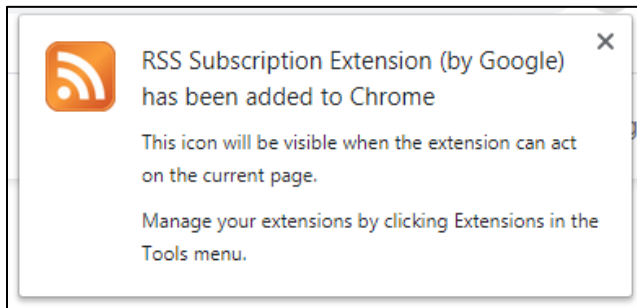 RSS Subscription Extension (by Google)
has been added to Chrome
This icon will be visible when the extension can act
on the current page.
Manage your extensions by clicking Extensions in the
Tools menu.